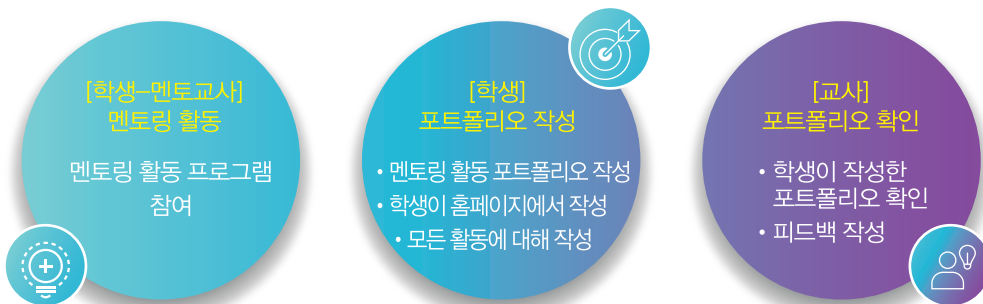 [학생–멘토교사]
멘토링 활동
멘토링 활동 프로그램
참여
[학생]
포트폴리오 작성
• 멘토링 활동 포트폴리오 작성
• 학생이 홈페이지에서 작성
• 모든 활동에 대해 작성
[교사]
포트폴리오 확인
• 학생이 작성한
포트폴리오 확인
• 피드백 작성